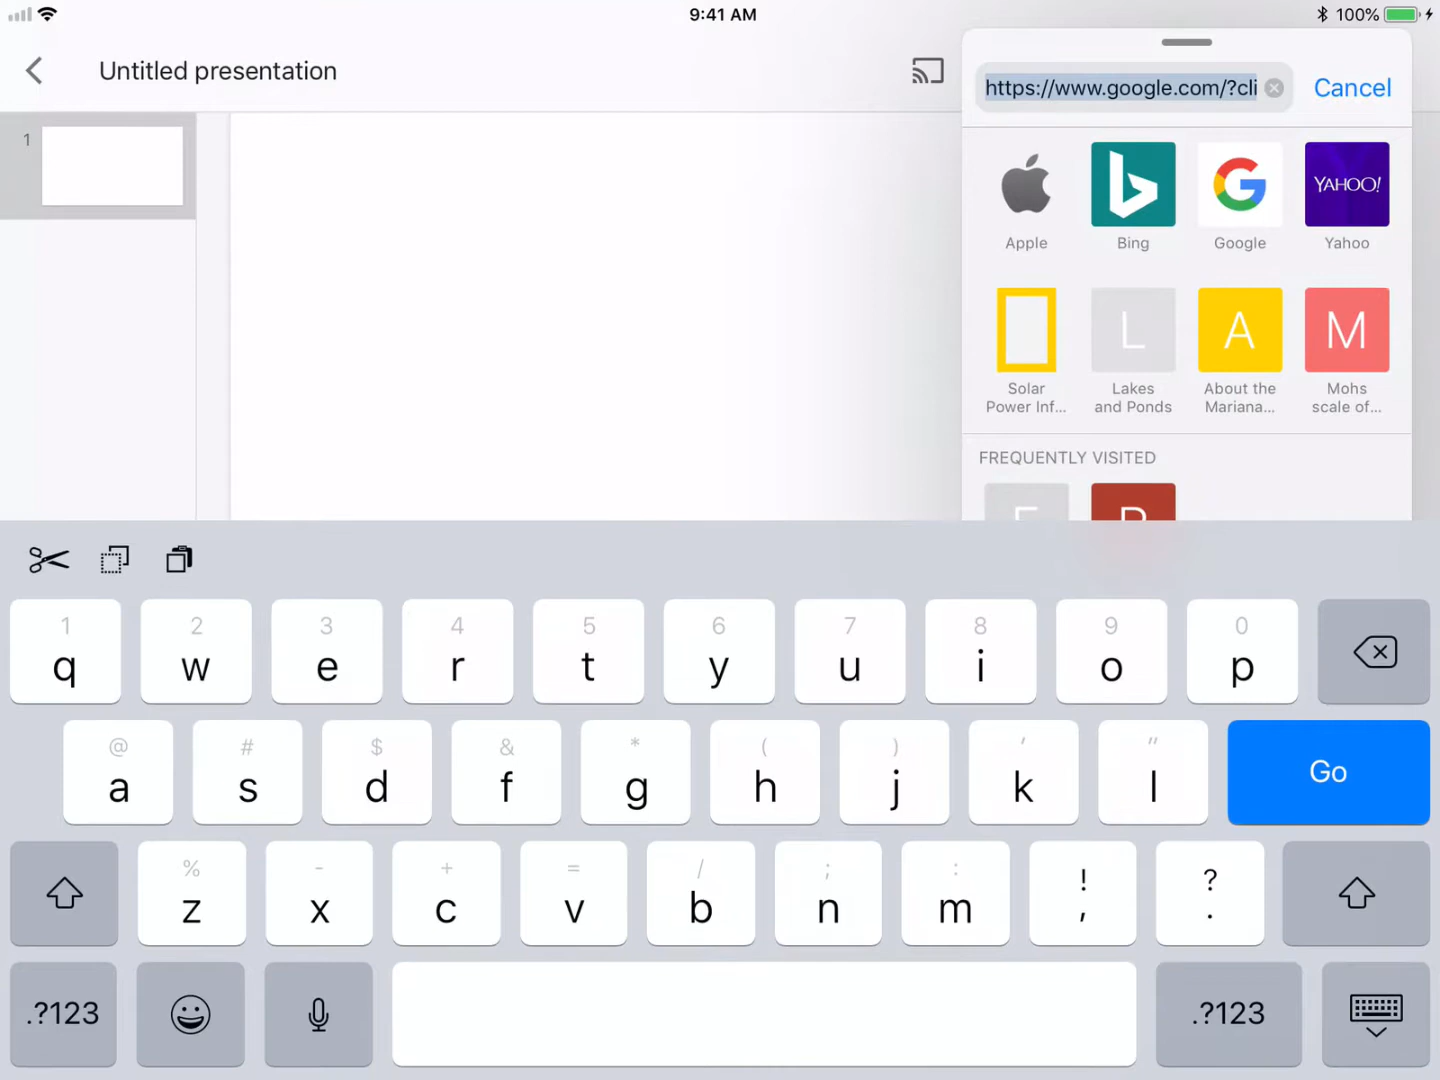 9:41 AM
100%
Untitled presentation
https://www.google.com/?cli
Cancel
1
YAHOO!
Apple
Bing
Google
Yahoo
L
A
M
Solar
Power Inf...
Lakes
and Ponds
About the
Mariana...
Mohs
scale of...
FREQUENTLY VISITED
1 2 3 4 5 6 7 8 9 0
q w e r t y u i o p
@ # $ & * ( ) ' "
a s d f g h j k l
Go
% - + = / ; : ! ?
z x c v b n m , .
.?123
.?123